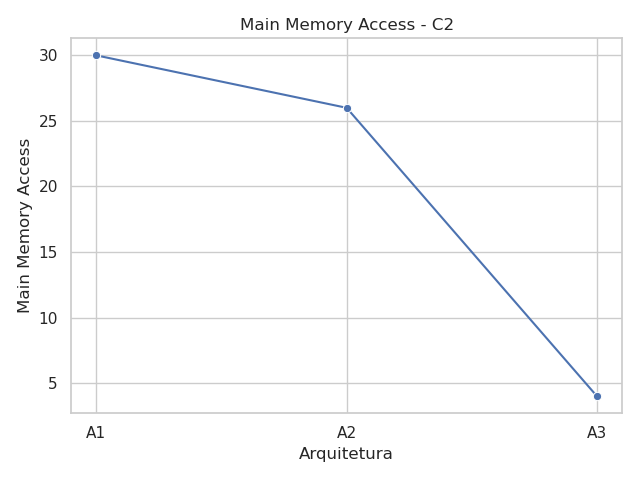 Main Memory Access - C2
Main Memory Access
30
25
20
15
10
5
A1
A2
A3
Arquitetura